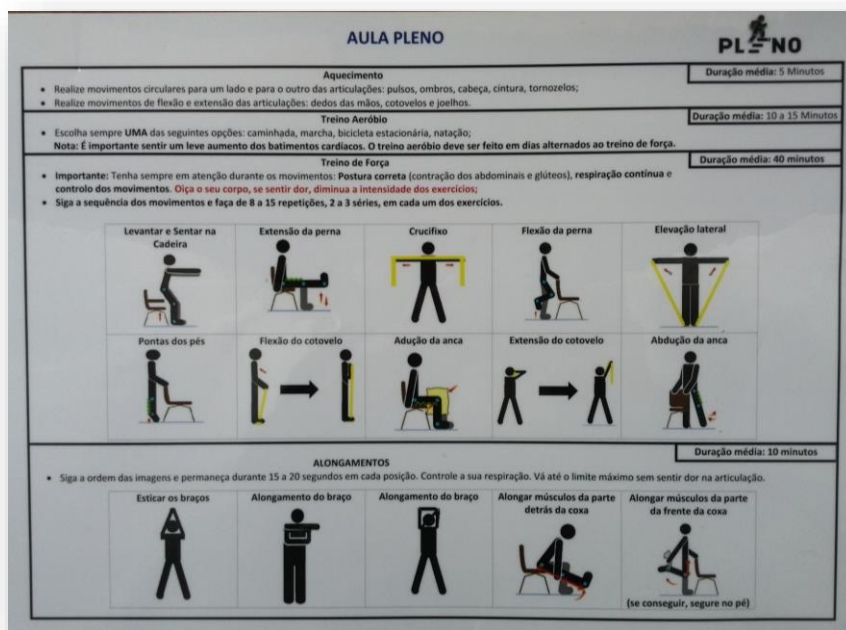 AULA PLENO
PLENO
Aquecimento
Duração média: 5 Minutos
• Realize movimentos circulares para um lado e para o outro das articulações: pulsos, ombros, cabeça, cintura, tornozelos;
• Realize movimentos de flexão e extensão das articulações: dedos das mãos, cotovelos e joelhos.
Treino Aeróbio
Duração média: 10 a 15 Minutos
• Escolha sempre UMA das seguintes opções: caminhada, marcha, bicicleta estacionária, natação;
Nota: É importante sentir um leve aumento dos batimentos cardíacos. O treino aeróbio deve ser feito em dias alternados ao treino de força.
Treino de Força
Duração média: 40 minutos
• Importante: Tenha sempre em atenção durante os movimentos: Postura correta (contração dos abdominais e glúteos), respiração contínua e
controlo dos movimentos. Oiça o seu corpo, se sentir dor, diminua a intensidade dos exercícios;
• Siga a sequência dos movimentos e faça de 8 a 15 repetições, 2 a 3 séries, em cada um dos exercícios.
Levantar e Sentar na
Cadeira
Extensão da perna
Crucifixo
Flexão da perna
Elevação lateral
Pontas dos pés
Flexão do cotovelo
Adução da anca
Extensão do cotovelo
Abdução da anca
ALONGAMENTOS
Duração média: 10 minutos
• Siga a ordem das imagens e permaneça durante 15 a 20 segundos em cada posição. Controle a sua respiração. Vá até o limite máximo sem sentir dor na articulação.
Esticar os braços
Alongamento do braço
Alongamento do braço
Alongar músculos da parte
detrás da coxa
Alongar músculos da parte
da frente da coxa
(se conseguir, segure no pé)